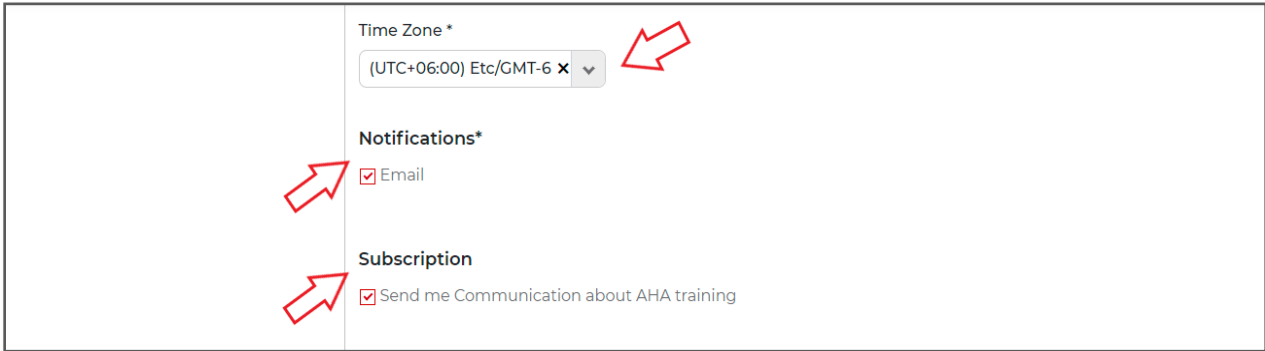 Time Zone *
(UTC+06:00) Etc/GMT-6
Notifications*
Email
Subscription
Send me Communication about AHA training